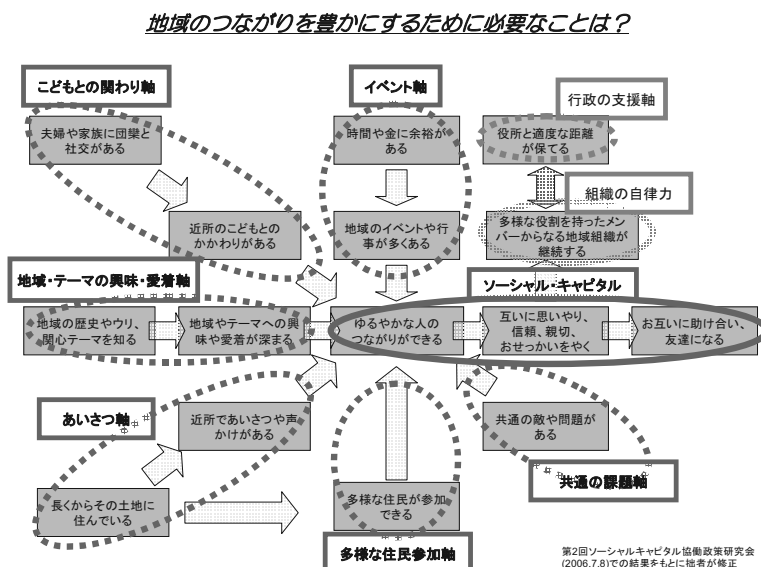 地域のつながりを豊かにするために必要なことは？
こどもとの関わり軸
イベント軸
行政の支援軸
夫婦や家族に団欒と
社交がある
時間や金に余裕が
ある
役所と適度な距離
が保てる
組織の自律力
近所のこどもの
かかわりがある
地域のイベントや行
事が多くある
多様な役割を持ったメン
バーからなる地域組織が
継続する
地域・テーマの興味・愛着軸
ソーシャル・キャピタル
地域の歴史やウリ、
関心テーマを知る
地域やテーマへの興
味や愛着が深まる
ゆるやかな人の
つながりができる
互いに思いやり、
信頼、親切、
おせっかいをやく
お互いに助け合い、
友達になる
あいさつ軸
近所であいさつや声
かけがある
共通の敵や問題が
ある
共通の課題軸
長くからその土地に
住んでいる
多様な住民が参加
できる
多様な住民参加軸
第2回ソーシャルキャピタル協働政策研究会
(2006.7.8)での結果をもとに拙者が修正